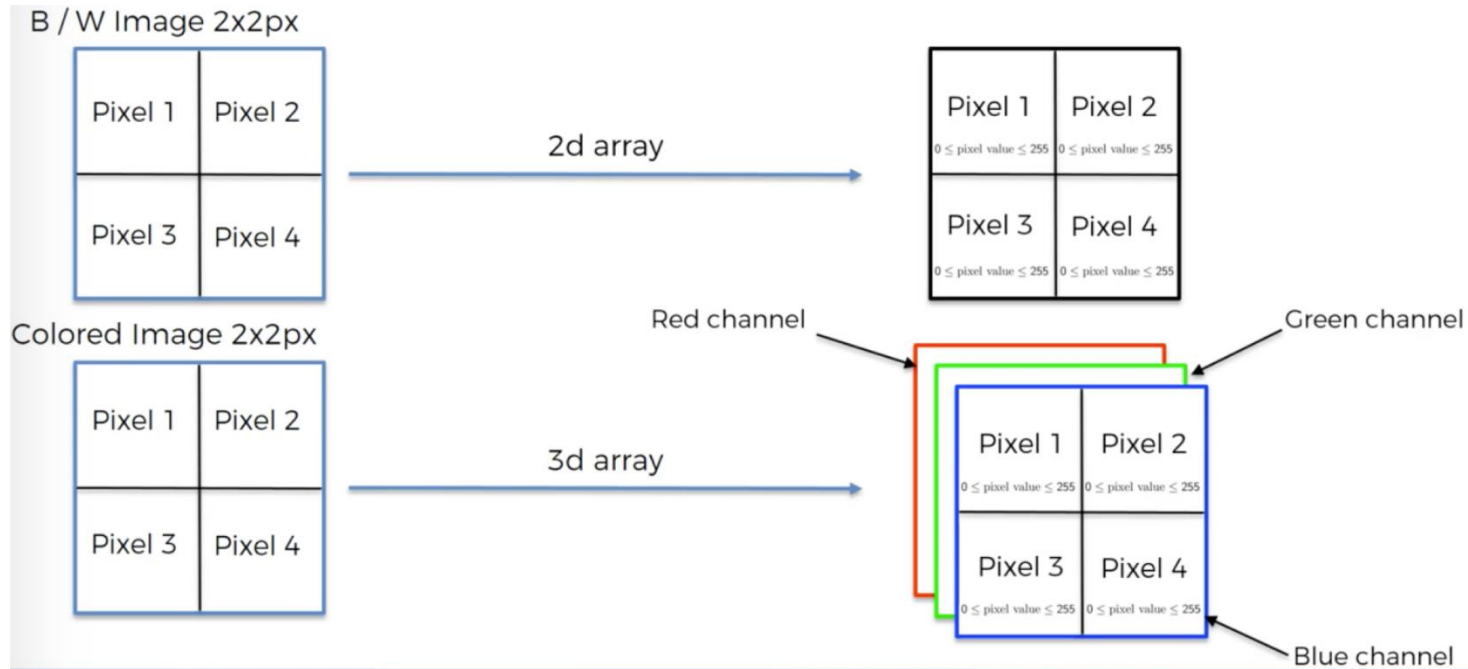 B / W Image 2x2px
Pixel 1 Pixel 2
Pixel 3 Pixel 4
2d array
Pixel 1 Pixel 2
0 ≤ pixel value ≤ 255 0 ≤ pixel value ≤ 255
Pixel 3 Pixel 4
0 ≤ pixel value ≤ 255 0 ≤ pixel value ≤ 255
Colored Image 2x2px
Pixel 1 Pixel 2
Pixel 3 Pixel 4
3d array
Red channel
Green channel
Pixel 1 Pixel 2
0 ≤ pixel value ≤ 255 0 ≤ pixel value ≤ 255
Pixel 3 Pixel 4
0 ≤ pixel value ≤ 255 0 ≤ pixel value ≤ 255
Blue channel